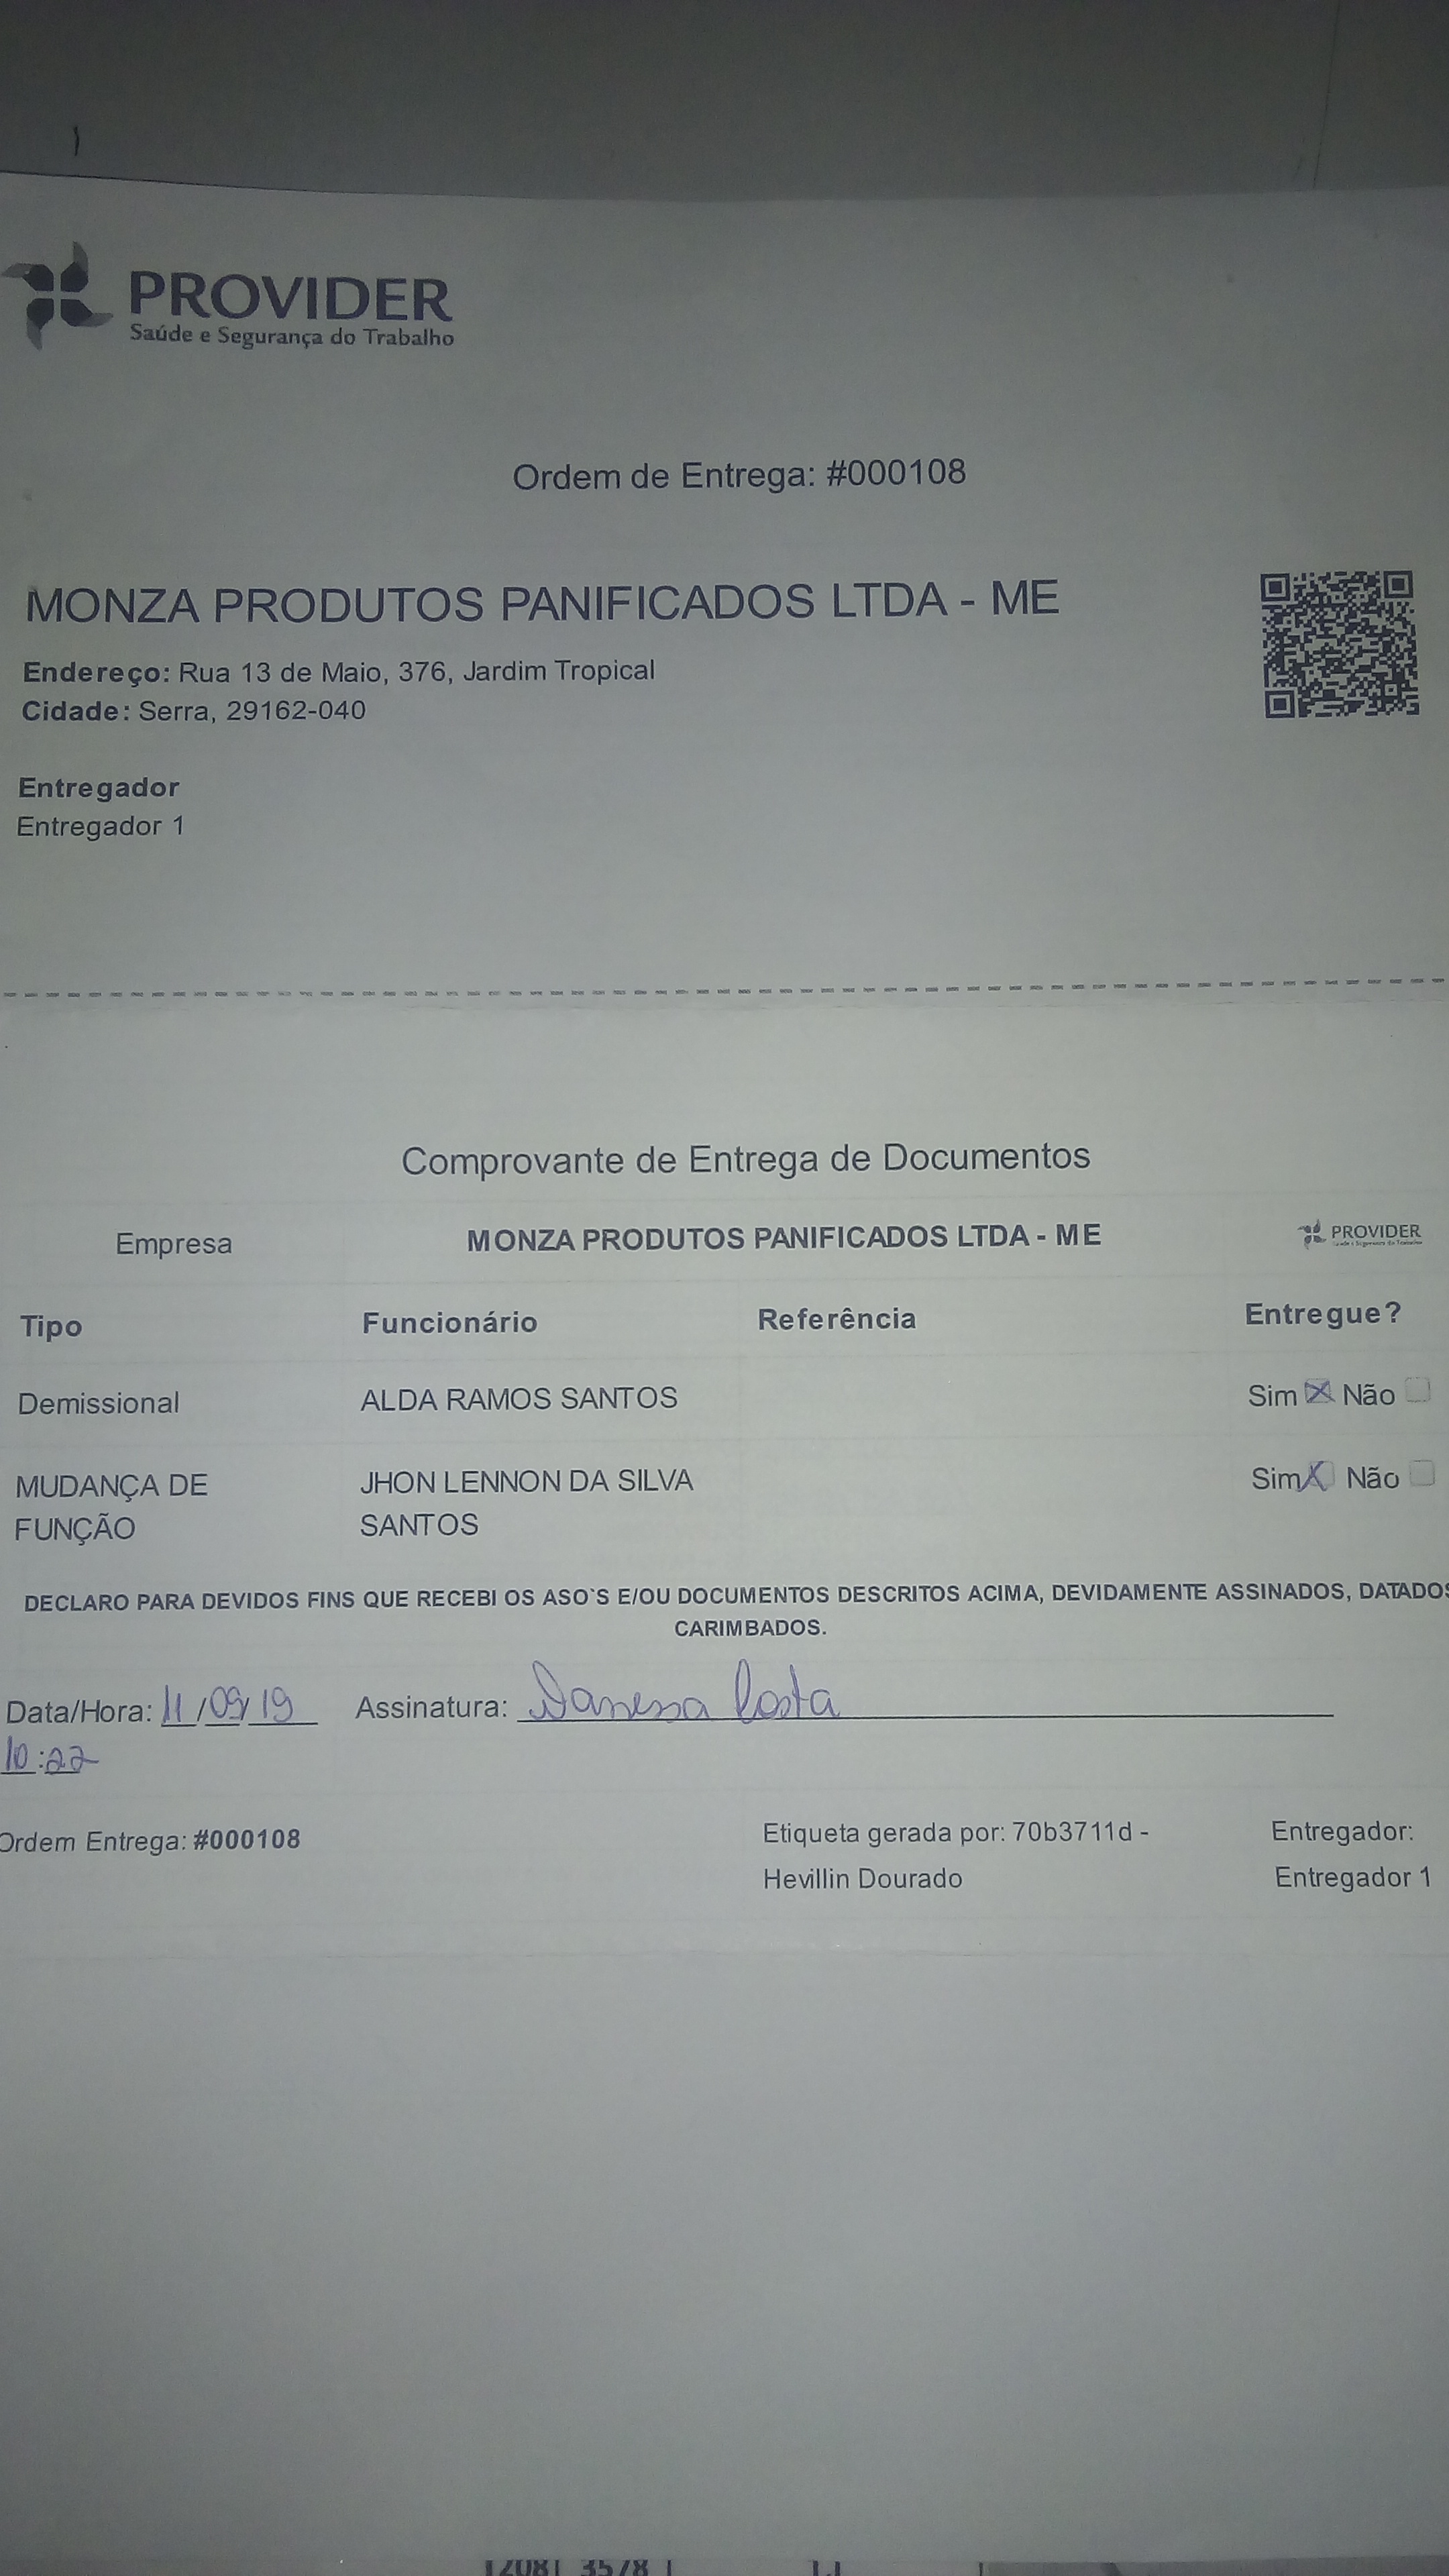 PROVIDER
Saúde e Segurança do Trabalho
Ordem de Entrega: #000108
MONZA PRODUTOS PANIFICADOS LTDA - ME
Endereço: Rua 13 de Maio, 376, Jardim Tropical
Cidade: Serra, 29162-040
Entregador
Entregador 1
Comprovante de Entrega de Documentos
Empresa MONZA PRODUTOS PANIFICADOS LTDA - ME PROVIDER
Saúde e Segurança do Trabalho
Tipo Funcionário Referência Entregue?
Demissional ALDA RAMOS SANTOS Sim Não
MUDANÇA DE JHON LENNON DA SILVA Sim Não
FUNÇÃO SANTOS
DECLARO PARA DEVIDOS FINS QUE RECEBI OS ASO`S E/OU DOCUMENTOS DESCRITOS ACIMA, DEVIDAMENTE ASSINADOS, DATADOS
CARIMBADOS.
Data/Hora: 11/09/19 Assinatura: Vanessa Costa
10:22
Ordem Entrega: #000108 Etiqueta gerada por: 70b3711d - Entregador:
Hevillin Dourado Entregador 1